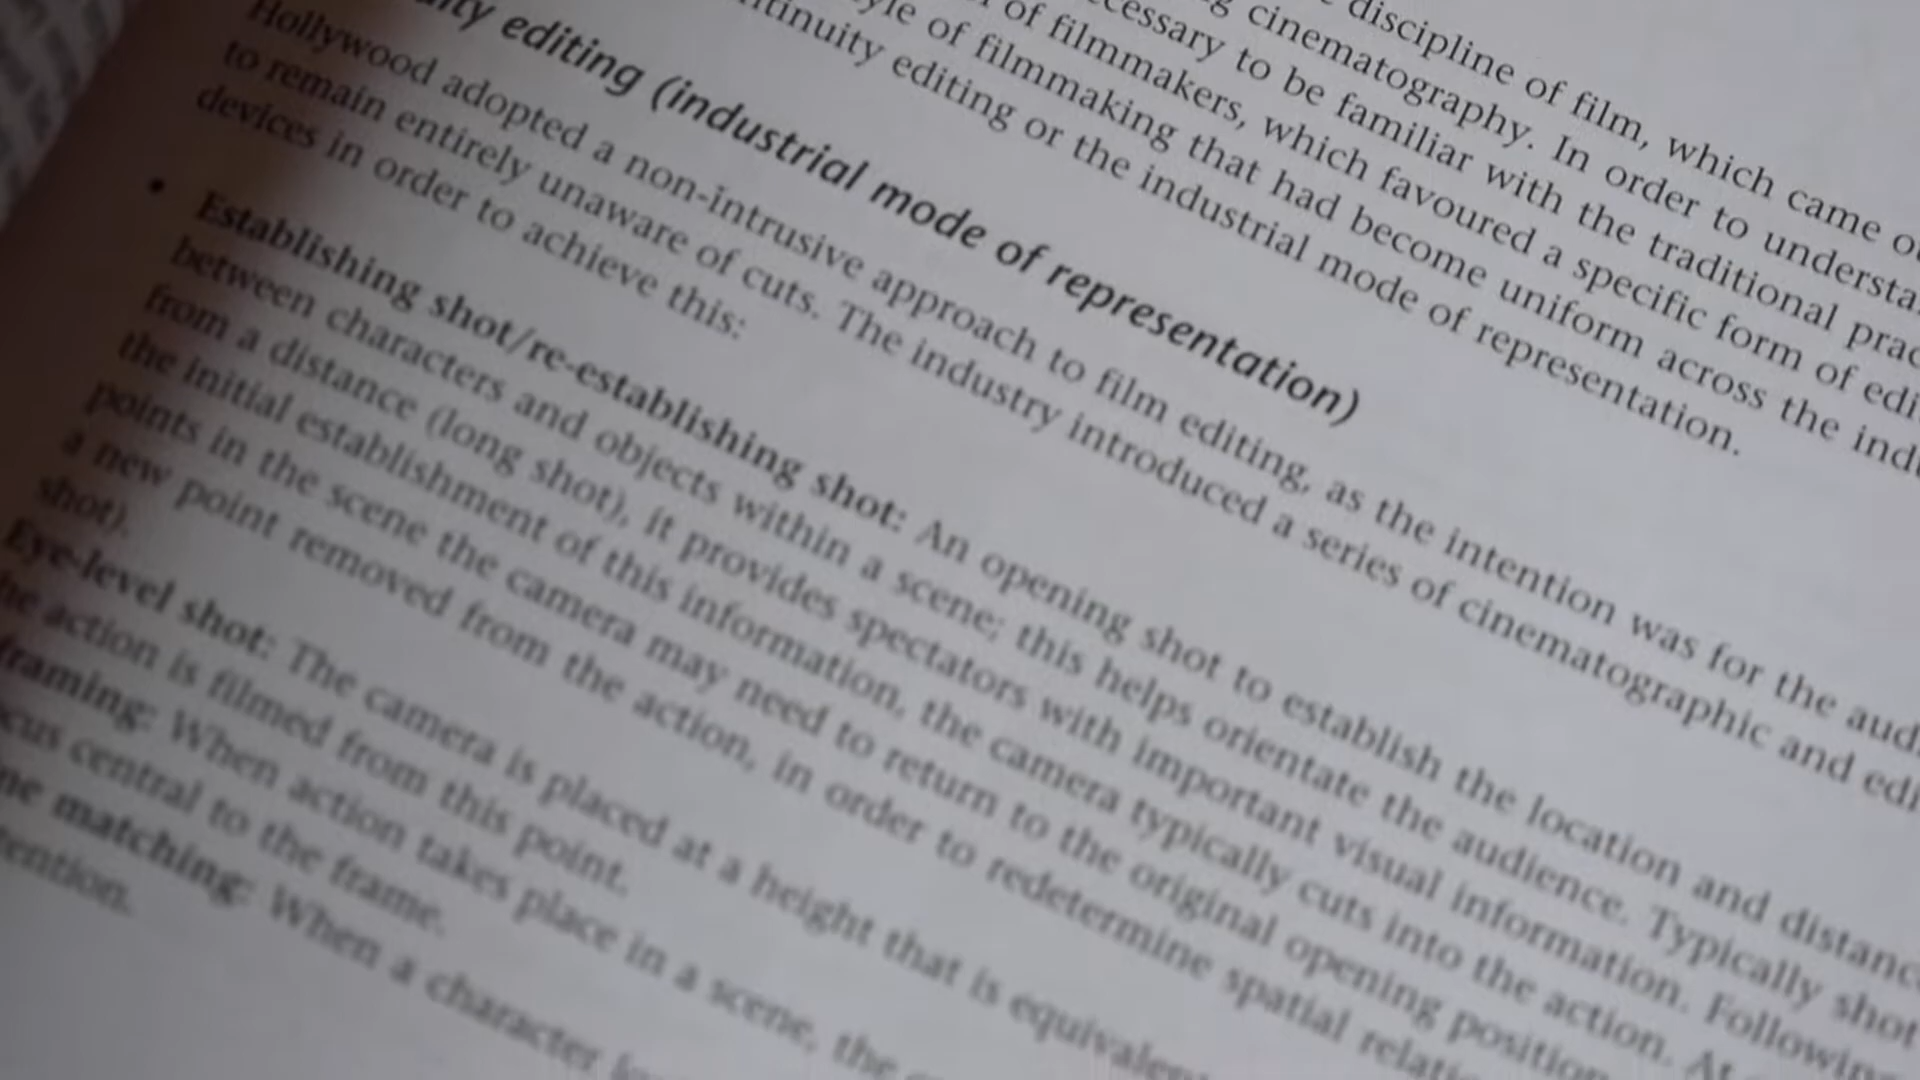 discipline of film, which came
cinematography. In order to understa
cessary to be familiar with the traditional prac
of filmmakers, which favoured a specific form of edi
yle of filmmaking that had become uniform across the indu
ntinuity editing or the industrial mode of representation.
uity editing (industrial mode of representation)
Hollywood adopted a non-intrusive approach to film editing, as the intention was for the audi
to remain entirely unaware of cuts. The industry introduced a series of cinematographic and edi
devices in order to achieve this:
• Establishing shot/re-establishing shot: An opening shot to establish the location and distance
between characters and objects within a scene; this helps orientate the audience. Typically shot
from a distance (long shot), it provides spectators with important visual information. Following
the initial establishment of this information, the camera typically cuts into the action. At
points in the scene the camera may need to return to the original opening position
a new point removed from the action, in order to redetermine spatial relati
shot).
Eye-level shot: The camera is placed at a height that is equivalen
he action is filmed from this point.
framing: When action takes place in a scene, the
cus central to the frame.
ne matching: When a character
tention.